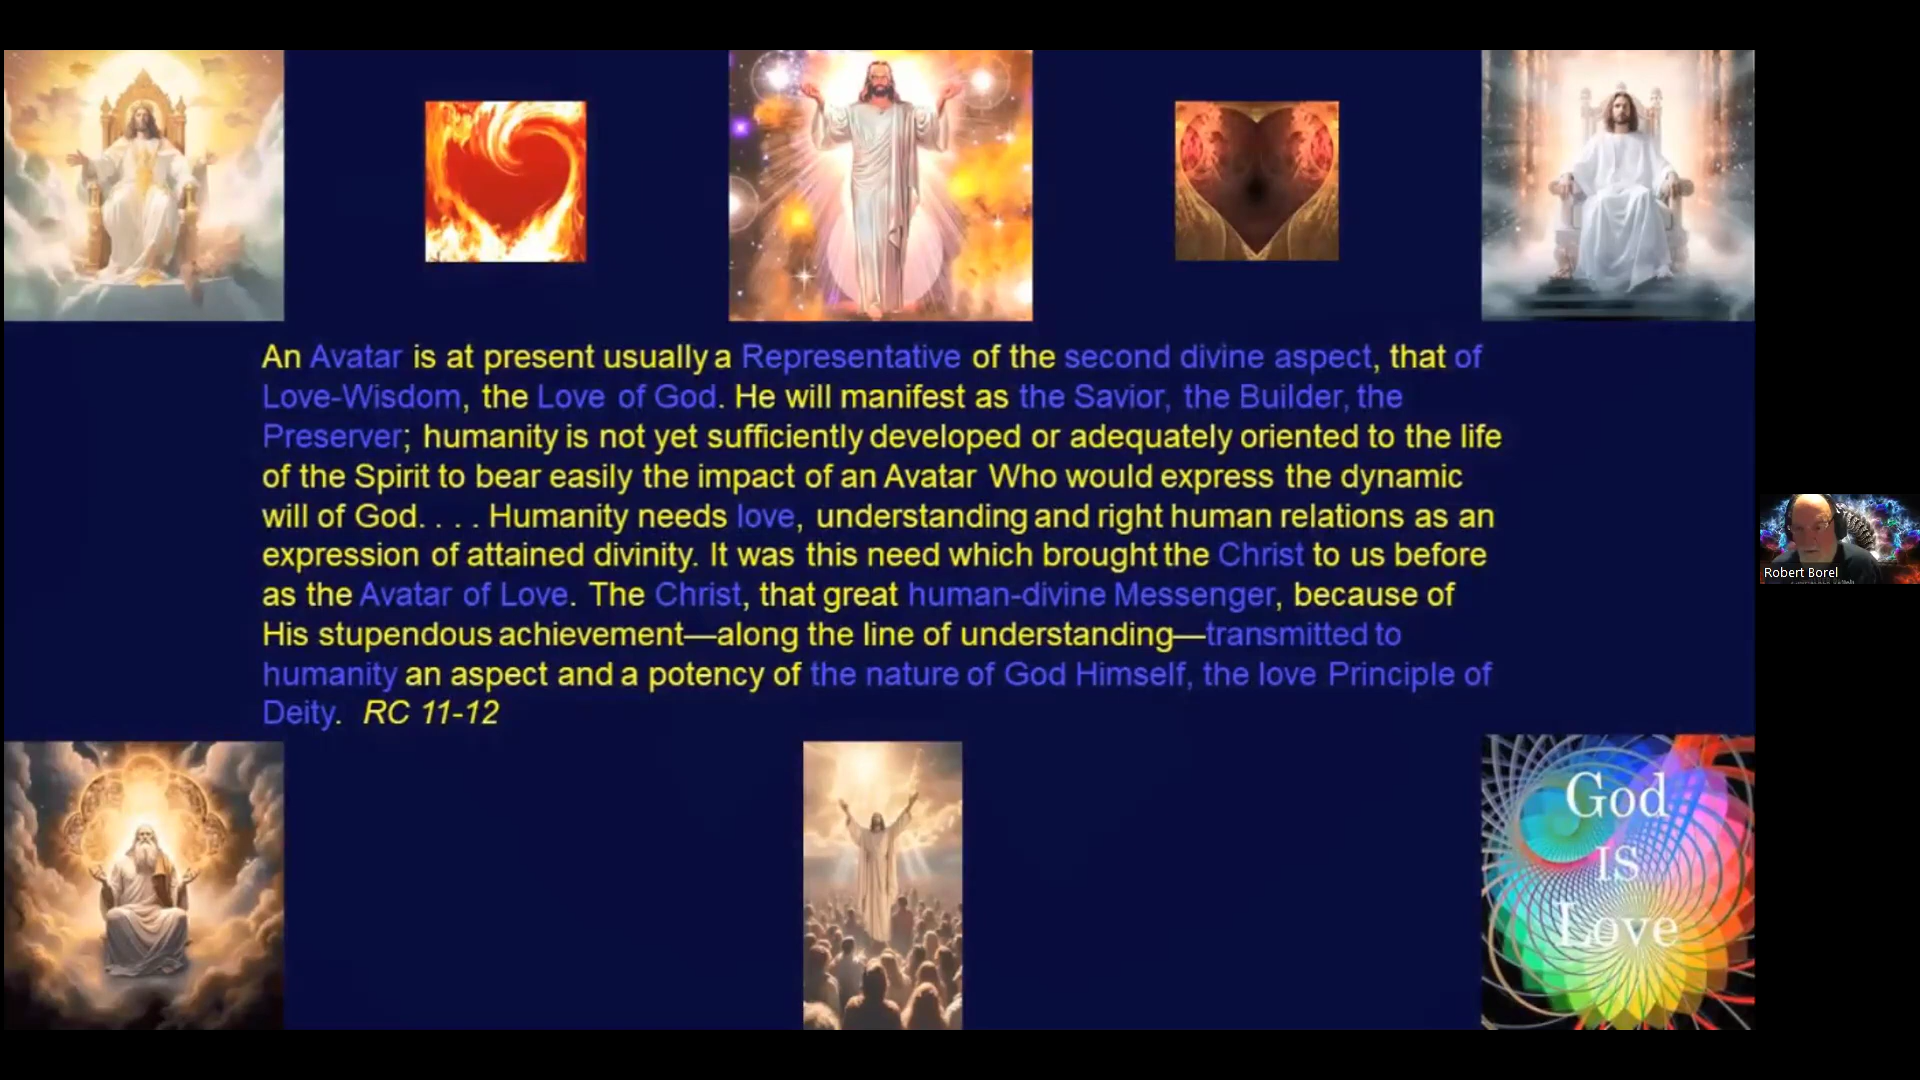 An Avatar is at present usually a Representative of the second divine aspect, that of
Love-Wisdom, the Love of God. He will manifest as the Savior, the Builder, the
Preserver; humanity is not yet sufficiently developed or adequately oriented to the life
of the Spirit to bear easily the impact of an Avatar Who would express the dynamic
will of God. . . . Humanity needs love, understanding and right human relations as an
expression of attained divinity. It was this need which brought the Christ to us before
as the Avatar of Love. The Christ, that great human-divine Messenger, because of
His stupendous achievement—along the line of understanding—transmitted to
humanity an aspect and a potency of the nature of God Himself, the love Principle of
Deity. RC 11-12
God
IS
Love
Robert Borel